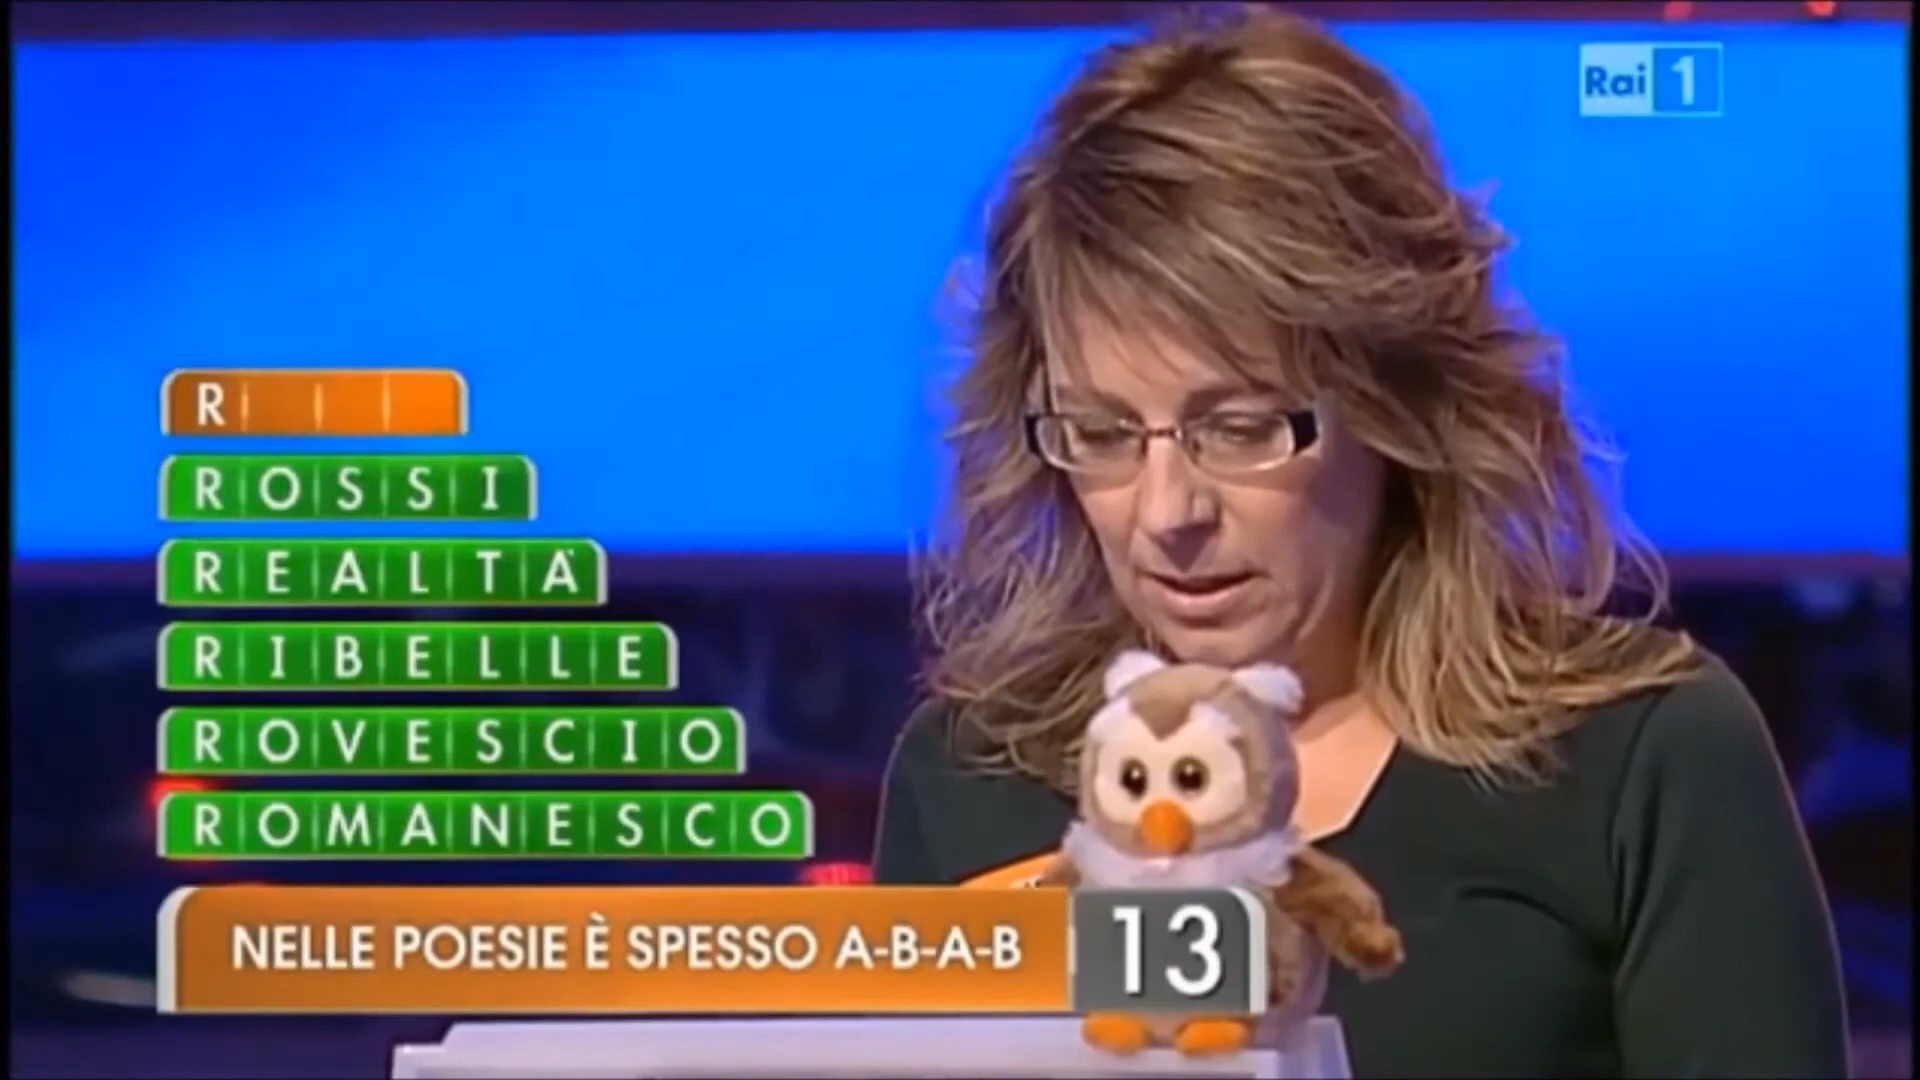 Rai 1
R
ROSSI
REALTÀ
RIBELLE
ROVESCIO
ROMANESCO
NELLE POESIE È SPESSO A-B-A-B 13